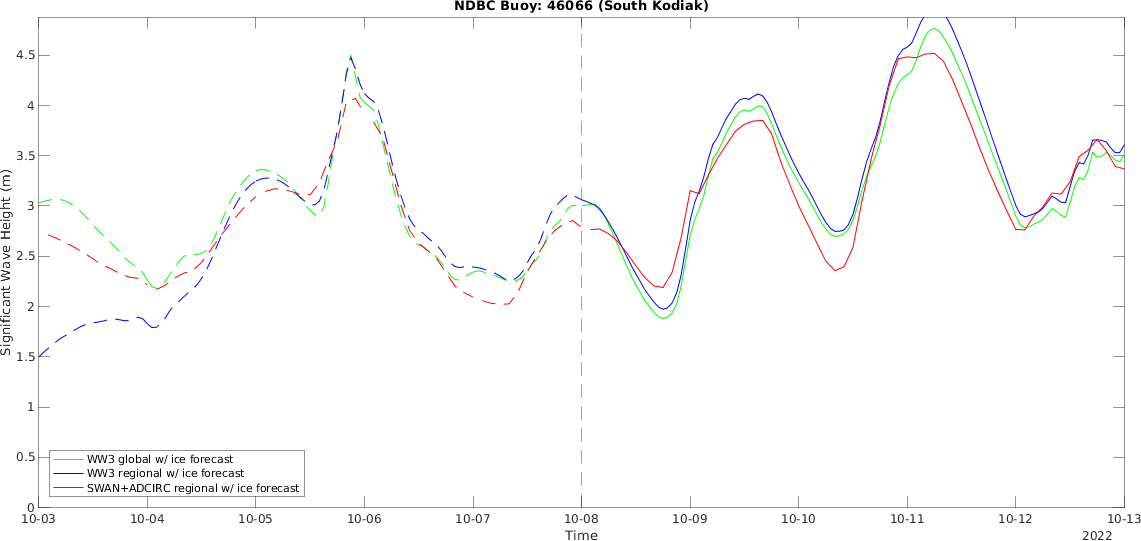 NDBC Buoy: 46066 (South Kodiak)
Significant Wave Height (m)
4.5
4
3.5
3
2.5
2
1.5
1
0.5
0
WW3 global w/ ice forecast
WW3 regional w/ ice forecast
SWAN+ADCIRC regional w/ ice forecast
10-03 10-04 10-05 10-06 10-07 10-08 10-09 10-10 10-11 10-12 10-13
Time
2022